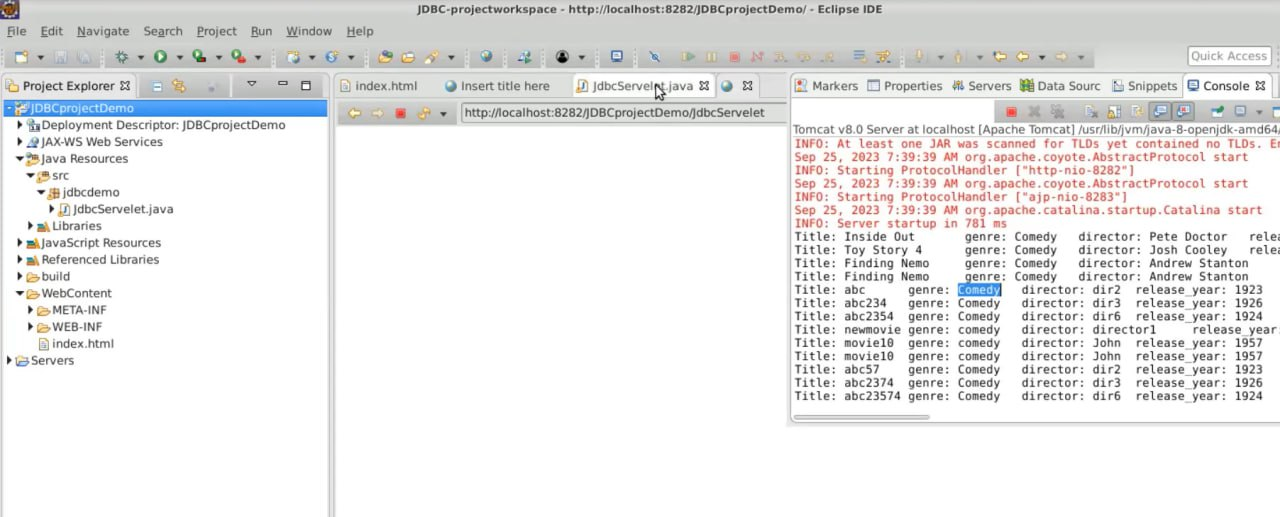 JDBC-projectworkspace - http://localhost:8282/JDBCprojectDemo/ - Eclipse IDE
File Edit Navigate Search Project Run Window Help
Quick Access
Project Explorer
JDBCprojectDemo
Deployment Descriptor: JDBCprojectDemo
JAX-WS Web Services
Java Resources
src
jdbcdemo
JdbcServelet.java
Libraries
JavaScript Resources
Referenced Libraries
build
WebContent
META-INF
WEB-INF
index.html
Servers
index.html Insert title here JdbcServelet.java
http://localhost:8282/JDBCprojectDemo/JdbcServelet
Markers Properties Servers Data Sourc Snippets Console
Tomcat v8.0 Server at localhost [Apache Tomcat] /usr/lib/jvm/java-8-openjdk-amd64/
INFO: At least one JAR was scanned for TLDs yet contained no TLDs. En
Sep 25, 2023 7:39:39 AM org.apache.coyote.AbstractProtocol start
INFO: Starting ProtocolHandler ["http-nio-8282"]
Sep 25, 2023 7:39:39 AM org.apache.coyote.AbstractProtocol start
INFO: Starting ProtocolHandler ["ajp-nio-8283"]
Sep 25, 2023 7:39:39 AM org.apache.catalina.startup.Catalina start
INFO: Server startup in 781 ms
Title: Inside Out genre: Comedy director: Pete Doctor relea
Title: Toy Story 4 genre: Comedy director: Josh Cooley relea
Title: Finding Nemo genre: Comedy director: Andrew Stanton
Title: Finding Nemo genre: Comedy director: Andrew Stanton
Title: abc genre: Comedy director: dir2 release_year: 1923
Title: abc234 genre: Comedy director: dir3 release_year: 1926
Title: abc2354 genre: Comedy director: dir6 release_year: 1924
Title: newmovie genre: comedy director: director1 release_year:
Title: movie10 genre: comedy director: John release_year: 1957
Title: movie10 genre: comedy director: John release_year: 1957
Title: abc57 genre: Comedy director: dir2 release_year: 1923
Title: abc2374 genre: Comedy director: dir3 release_year: 1926
Title: abc23574 genre: Comedy director: dir6 release_year: 1924